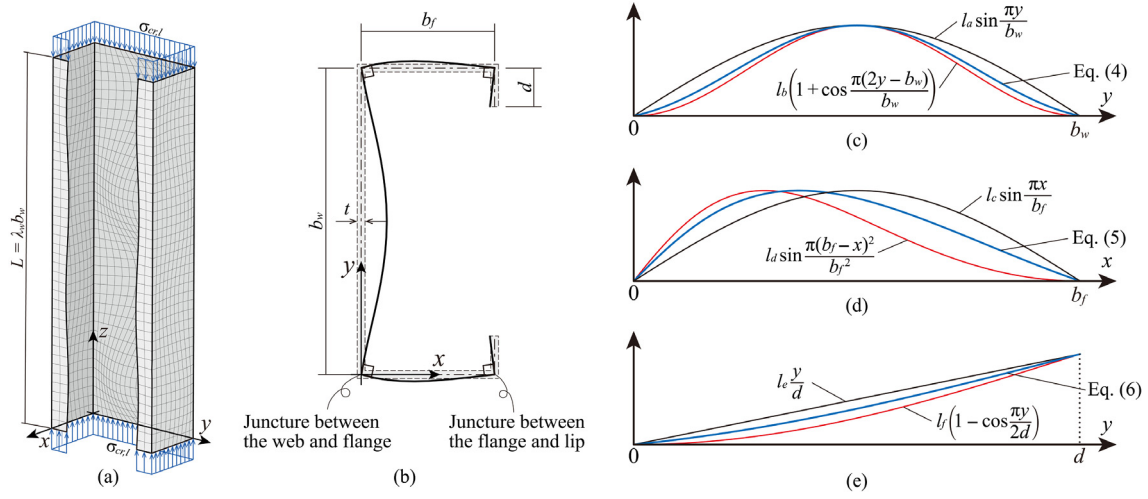 σcr,l
L = λwbw
z
x
y
σcr,l
(a)
bf
d
bw
t
y
x
Juncture between
the web and flange
Juncture between
the flange and lip
(b)
la sin πy/bw
lb(1+cos π(2y−bw)/bw)
Eq. (4)
0
bw
y
(c)
lc sin πx/bf
ld sin π(bf−x)²/bf²
Eq. (5)
0
bf
x
(d)
le y/d
lf(1−cos πy/2d)
Eq. (6)
0
d
y
(e)